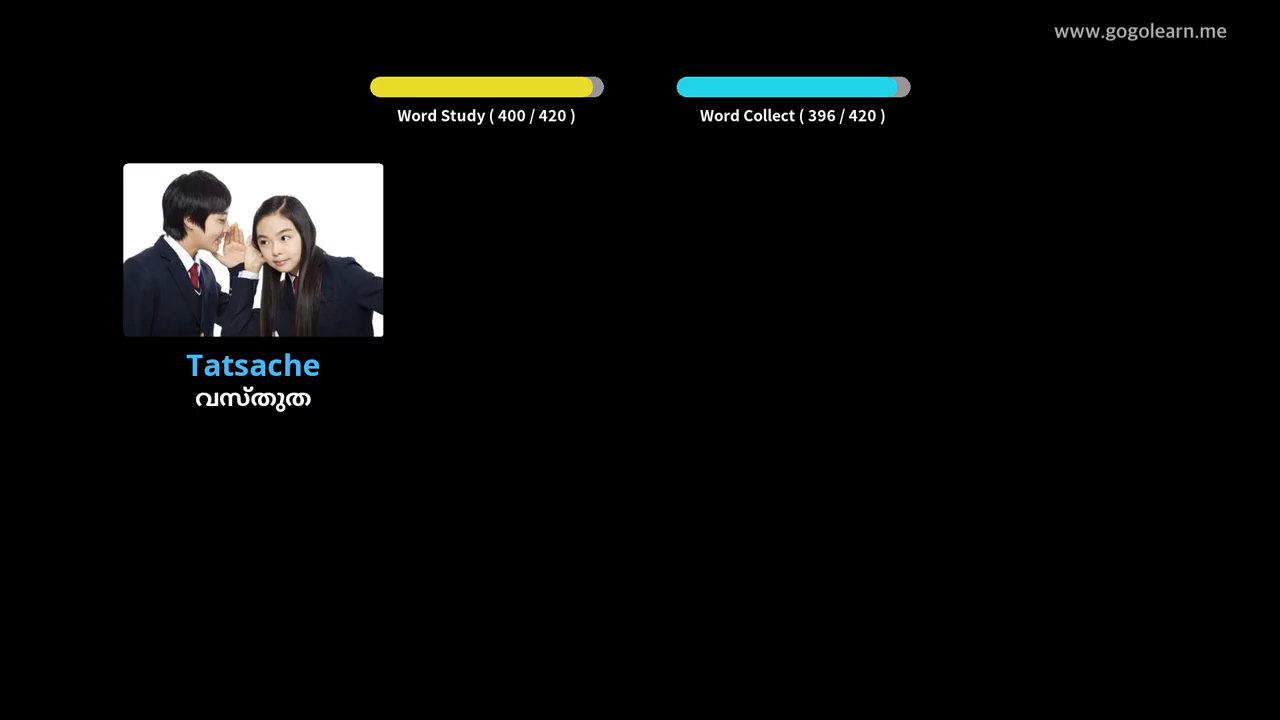 www.gogolearn.me
Word Study ( 400 / 420 )
Word Collect ( 396 / 420 )
Tatsache
വസ്തുത